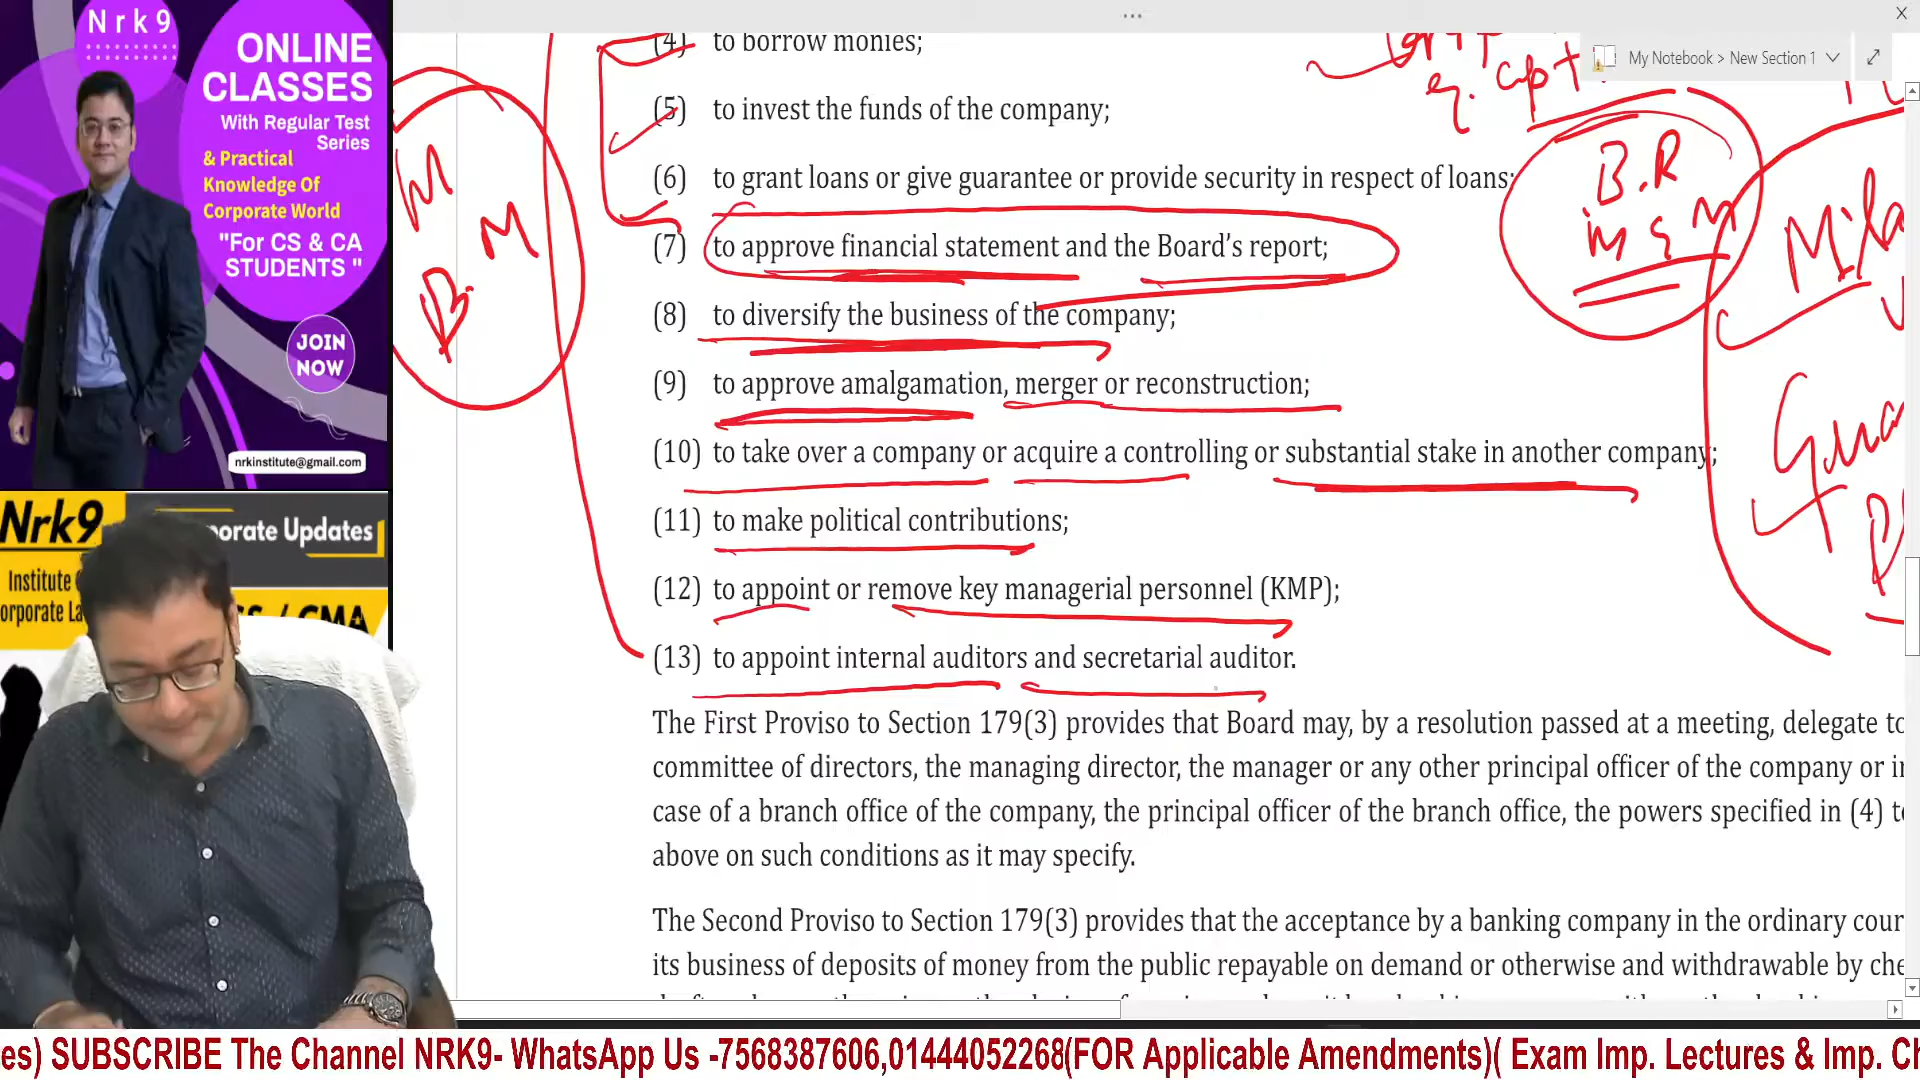 Nrk9
ONLINE
CLASSES
With Regular Test
Series
& Practical
Knowledge Of
Corporate World
"For CS & CA
STUDENTS "
JOIN
NOW
nrkinstitute@gmail.com
Nrk9
orporate Updates
Institute
orporate La
/ CMA
My Notebook > New Section 1
(4) to borrow monies;
(5) to invest the funds of the company;
(6) to grant loans or give guarantee or provide security in respect of loans;
(7) to approve financial statement and the Board's report;
(8) to diversify the business of the company;
(9) to approve amalgamation, merger or reconstruction;
(10) to take over a company or acquire a controlling or substantial stake in another company;
(11) to make political contributions;
(12) to appoint or remove key managerial personnel (KMP);
(13) to appoint internal auditors and secretarial auditor.
The First Proviso to Section 179(3) provides that Board may, by a resolution passed at a meeting, delegate to
committee of directors, the managing director, the manager or any other principal officer of the company or in
case of a branch office of the company, the principal officer of the branch office, the powers specified in (4) to
above on such conditions as it may specify.
The Second Proviso to Section 179(3) provides that the acceptance by a banking company in the ordinary cour
its business of deposits of money from the public repayable on demand or otherwise and withdrawable by che
M
M
B
B.R
in G M
es) SUBSCRIBE The Channel NRK9- WhatsApp Us -7568387606,01444052268(FOR Applicable Amendments)( Exam Imp. Lectures & Imp. Ch